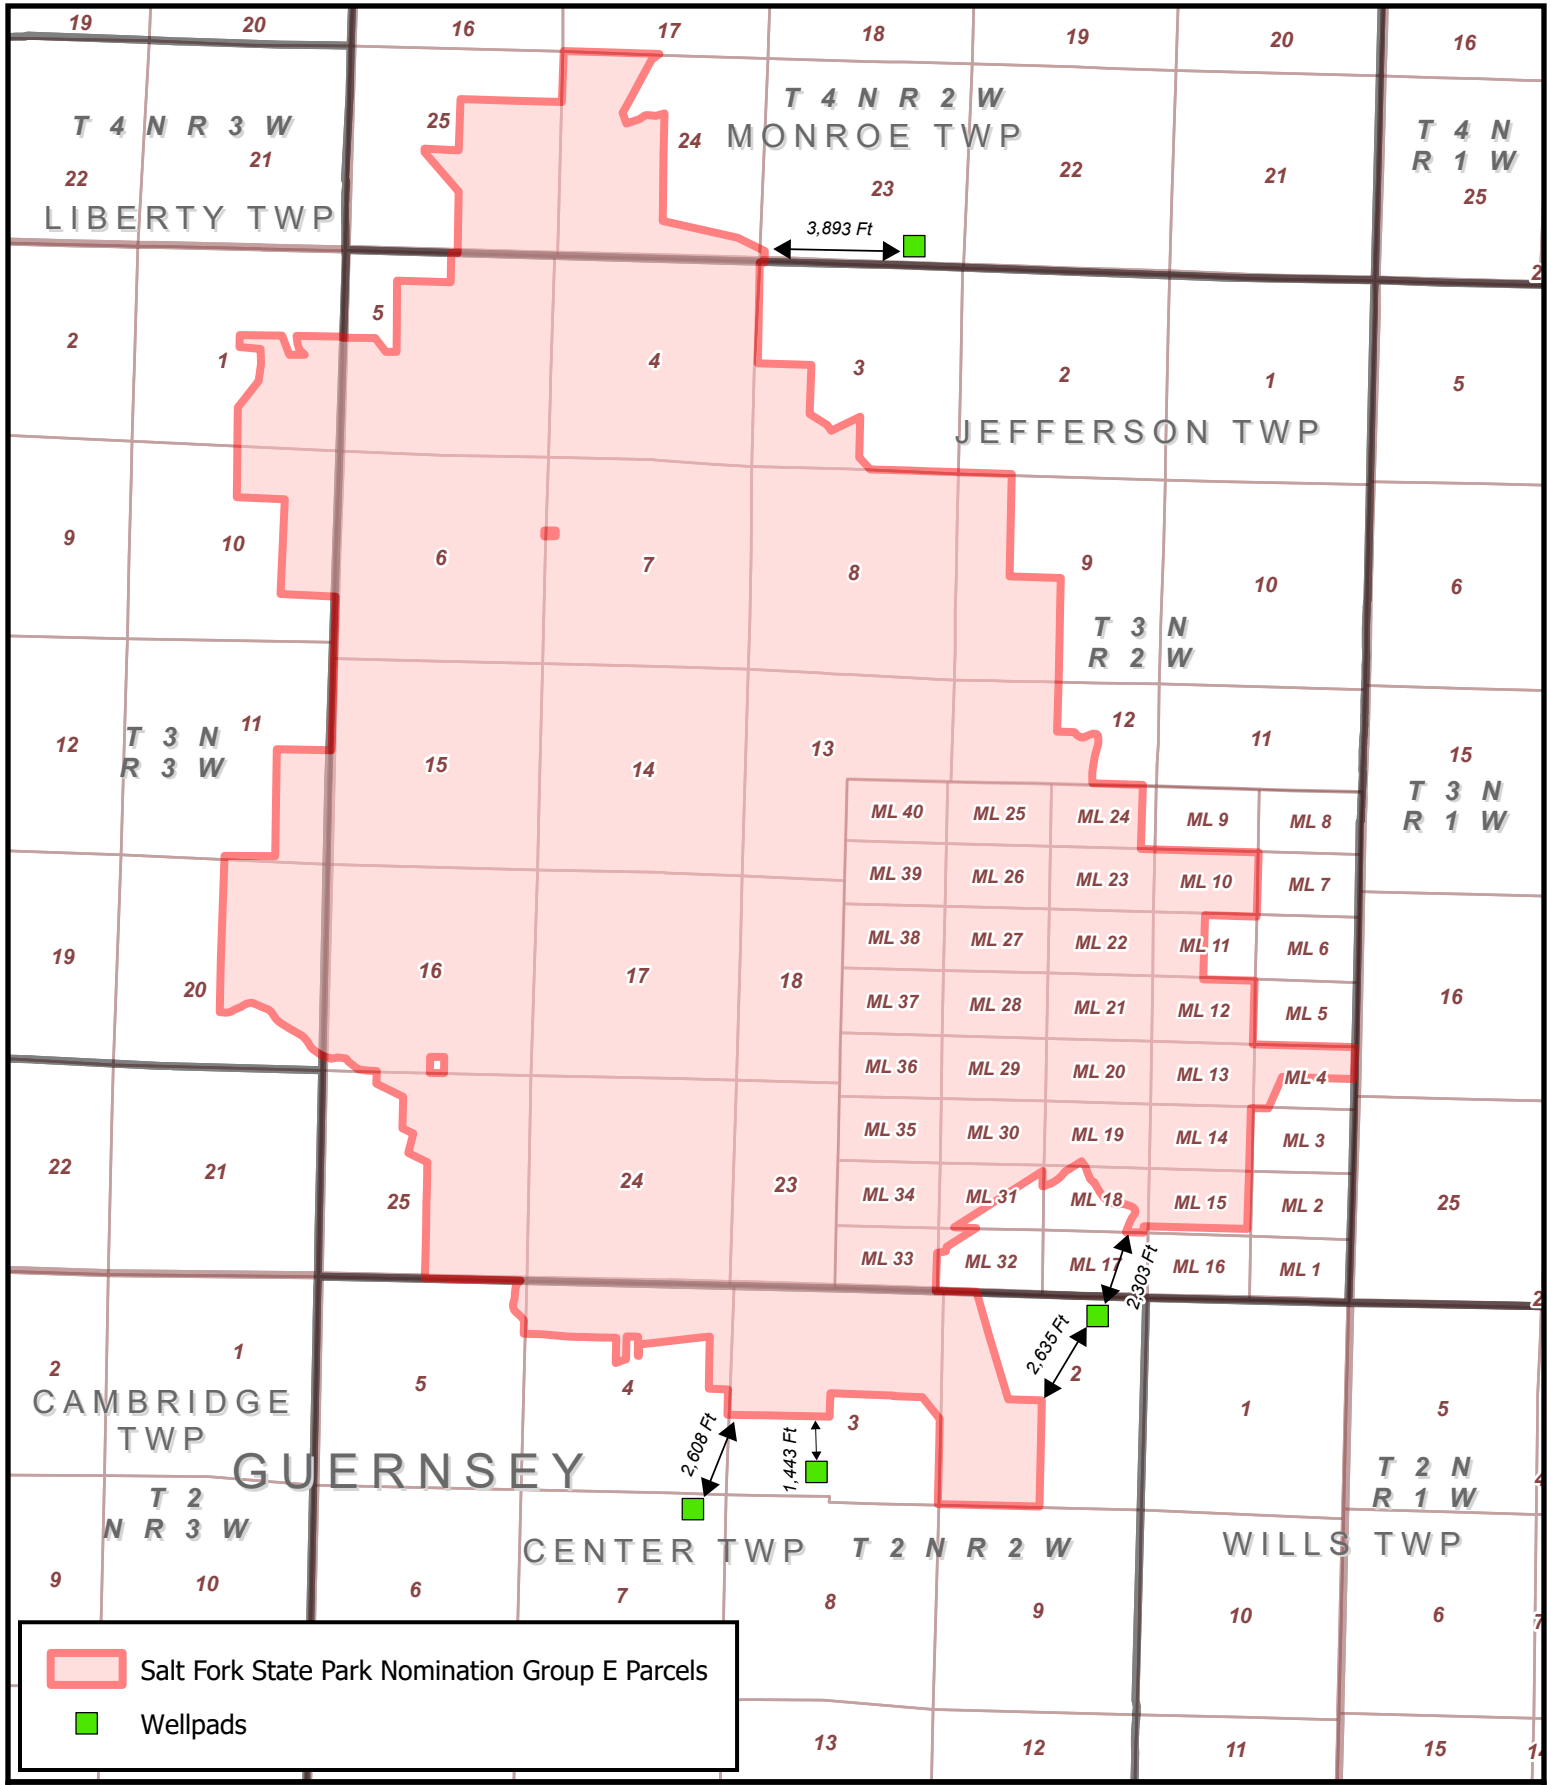 19 20 16 17 18 19 20 16
T 4 N R 3 W
25
24
T 4 N R 2 W
MONROE TWP
T 4 N
R 1 W
22 21
23 22 21 25
LIBERTY TWP
3,893 Ft
2
2 1 5 4 3 2 1 5
JEFFERSON TWP
9 10 6 7 8 9 10 6
T 3 N
R 2 W
12 11
T 3 N
R 3 W
15 14 13 12 11 15
T 3 N
R 1 W
ML 40 ML 25 ML 24 ML 9 ML 8
ML 39 ML 26 ML 23 ML 10 ML 7
ML 38 ML 27 ML 22 ML 11 ML 6
19 20 16 17 18 16
ML 37 ML 28 ML 21 ML 12 ML 5
ML 36 ML 29 ML 20 ML 13 ML 4
ML 35 ML 30 ML 19 ML 14 ML 3
22 21 25 24 23 25
ML 34 ML 31 ML 18 ML 15 ML 2
ML 33 ML 32 ML 17 ML 16 ML 1
2,303 Ft
2
2,635 Ft
2 1 5 4 3 2 1 5
CAMBRIDGE
TWP
GUERNSEY
2,608 Ft
1,443 Ft
T 2 N
R 1 W
4
T 2
N R 3 W
CENTER TWP
T 2 N R 2 W
WILLS TWP
9 10 6 7 8 9 10 6 7
Salt Fork State Park Nomination Group E Parcels
Wellpads
13 12 11 15